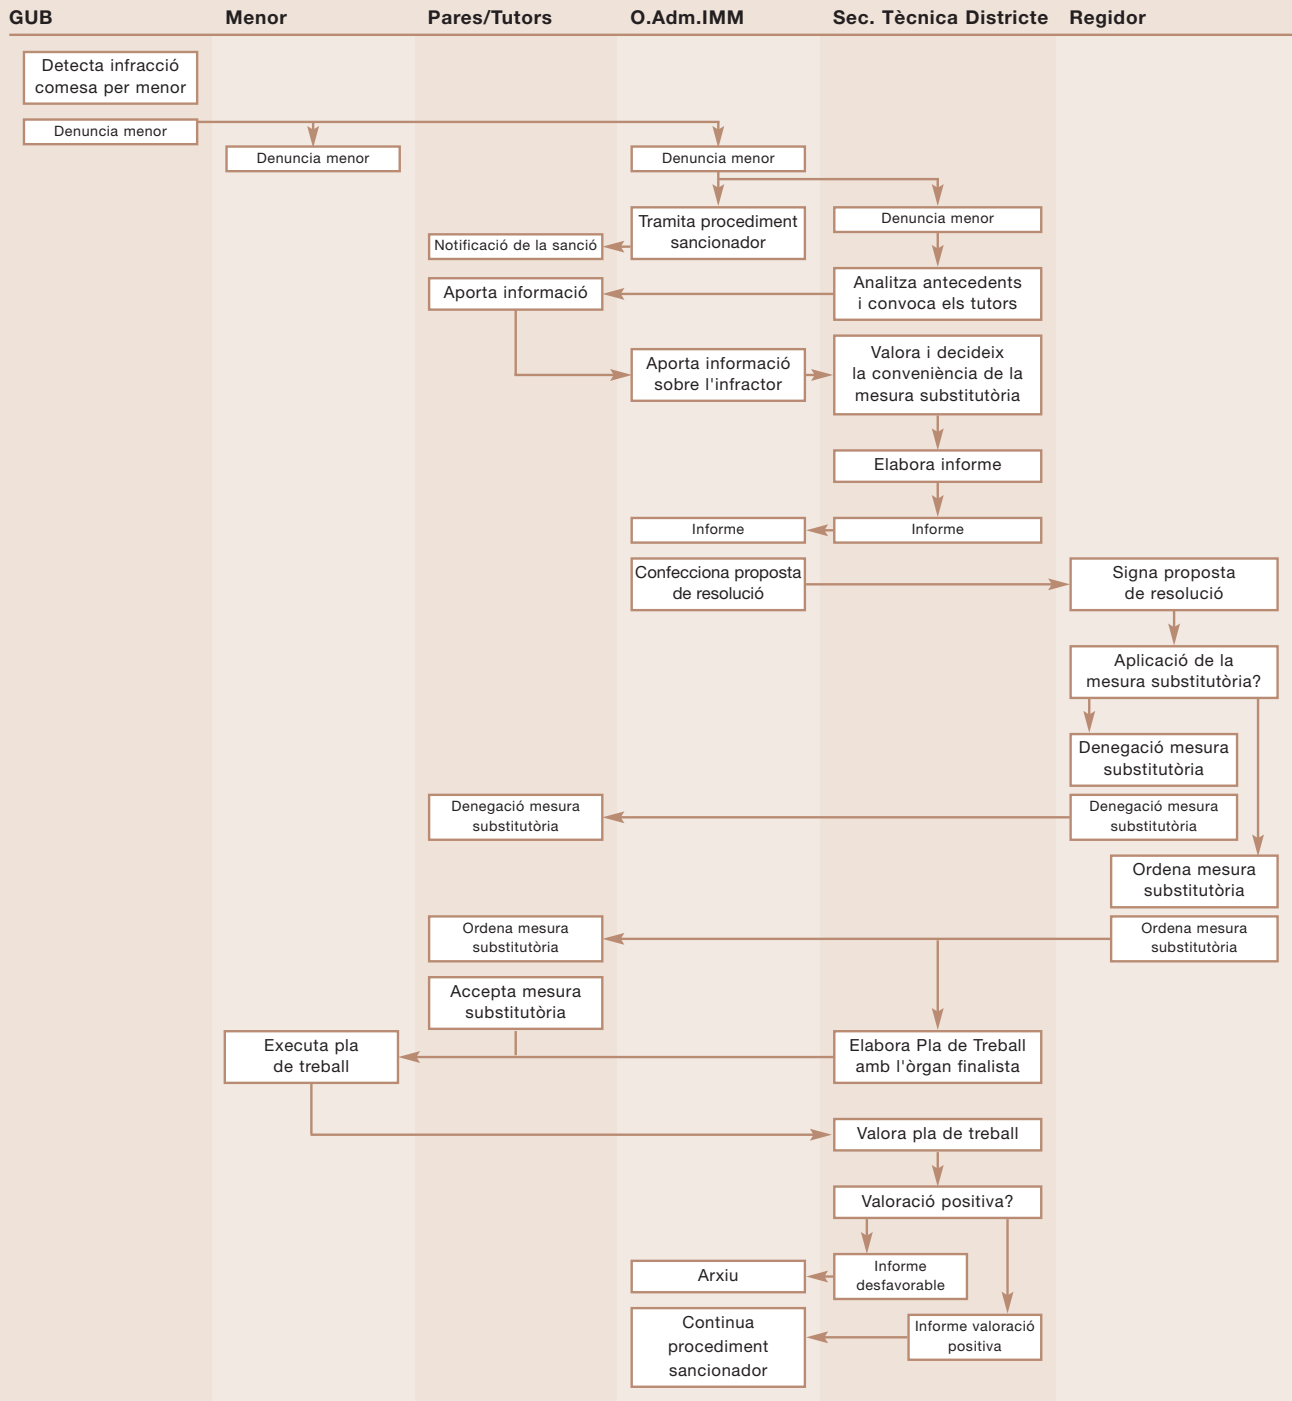 GUB
Menor
Pares/Tutors
O.Adm.IMM
Sec. Tècnica Districte
Regidor
Detecta infracció
comesa per menor
Denuncia menor
Denuncia menor
Denuncia menor
Tramita procediment
sancionador
Denuncia menor
Notificació de la sanció
Analitza antecedents
i convoca els tutors
Aporta informació
Aporta informació
sobre l'infractor
Valora i decideix
la conveniència de la
mesura substitutòria
Elabora informe
Informe
Informe
Confecciona proposta
de resolució
Signa proposta
de resolució
Aplicació de la
mesura substitutòria?
Denegació mesura
substitutòria
Denegació mesura
substitutòria
Denegació mesura
substitutòria
Ordena mesura
substitutòria
Ordena mesura
substitutòria
Ordena mesura
substitutòria
Accepta mesura
substitutòria
Executa pla
de treball
Elabora Pla de Treball
amb l'òrgan finalista
Valora pla de treball
Valoració positiva?
Arxiu
Informe
desfavorable
Continua
procediment
sancionador
Informe valoració
positiva